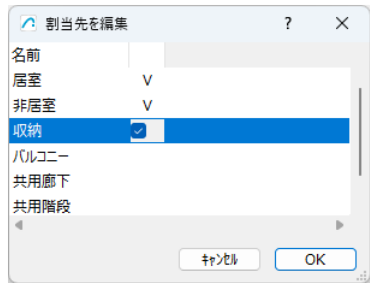 割当先を編集 ?
名前
居室 V
非居室 V
収納
バルコニー
共用廊下
共用階段
ｷｬﾝｾﾙ OK